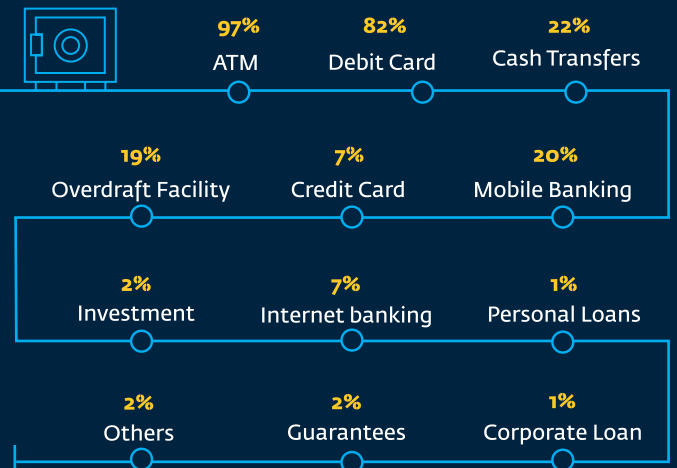 97% 82% 22%
ATM Debit Card Cash Transfers
19% 7% 20%
Overdraft Facility Credit Card Mobile Banking
2% 7% 1%
Investment Internet banking Personal Loans
2% 2% 1%
Others Guarantees Corporate Loan